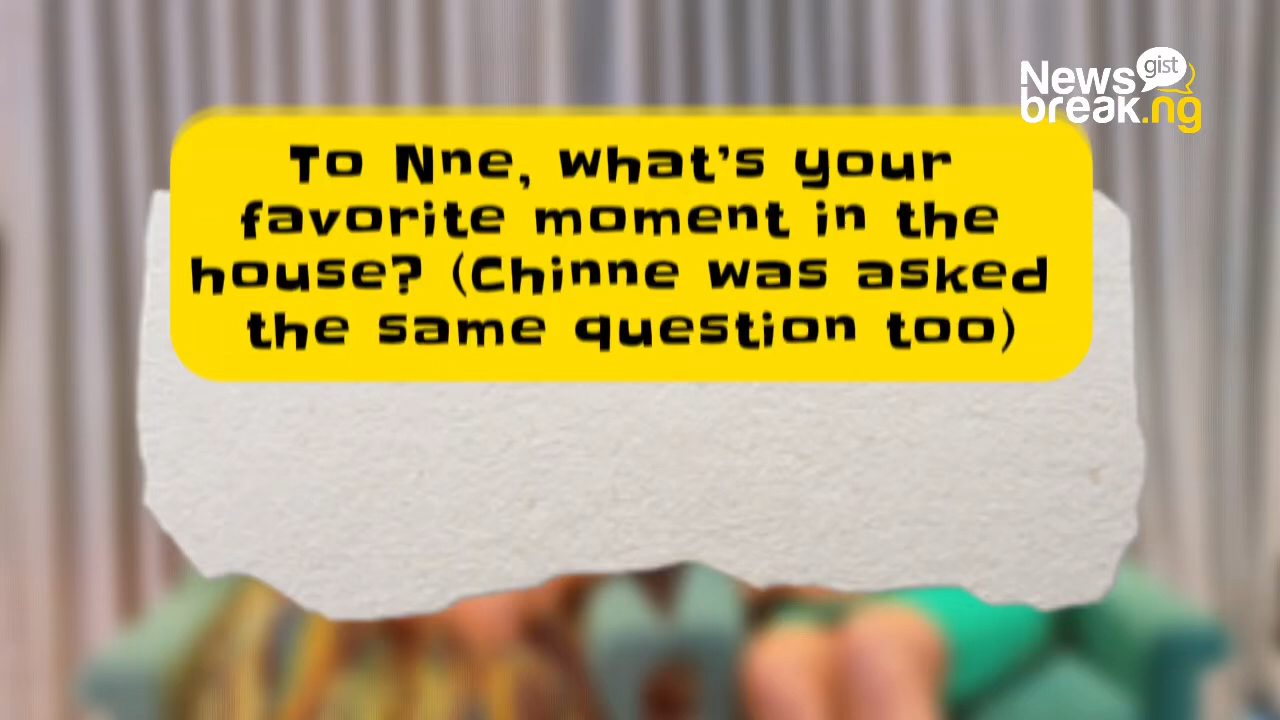 News gist
break.ng
To Nne, what's your
favorite moment in the
house? (Chinne was asked
the same question too)